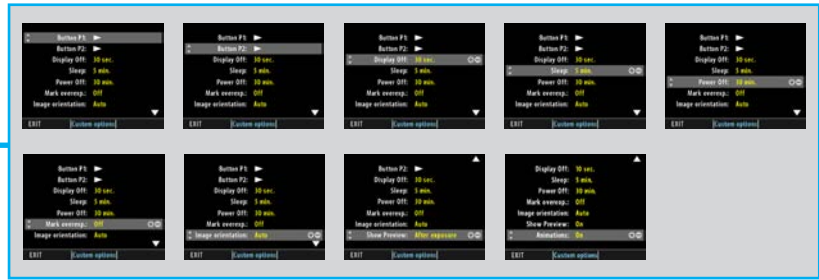 Button P1:
Button P2:
Display Off: 30 sec.
Sleep: 5 min.
Power Off: 30 min.
Mark overexp.: Off
Image orientation: Auto
EXIT Custom options
Button P1:
Button P2:
Display Off: 30 sec.
Sleep: 5 min.
Power Off: 30 min.
Mark overexp.: Off
Image orientation: Auto
EXIT Custom options
Button P1:
Button P2:
Display Off: 30 sec.
Sleep: 5 min.
Power Off: 30 min.
Mark overexp.: Off
Image orientation: Auto
EXIT Custom options
Button P1:
Button P2:
Display Off: 30 sec.
Sleep: 5 min.
Power Off: 30 min.
Mark overexp.: Off
Image orientation: Auto
EXIT Custom options
Button P1:
Button P2:
Display Off: 30 sec.
Sleep: 5 min.
Power Off: 30 min.
Mark overexp.: Off
Image orientation: Auto
EXIT Custom options
Button P1:
Button P2:
Display Off: 30 sec.
Sleep: 5 min.
Power Off: 30 min.
Mark overexp.: Off
Image orientation: Auto
EXIT Custom options
Button P1:
Button P2:
Display Off: 30 sec.
Sleep: 5 min.
Power Off: 30 min.
Mark overexp.: Off
Image orientation: Auto
EXIT Custom options
Button P2:
Display Off: 30 sec.
Sleep: 5 min.
Power Off: 30 min.
Mark overexp.: Off
Image orientation: Auto
Show Preview: After exposure
EXIT Custom options
Display Off: 10 sec.
Sleep: 5 min.
Power Off: 30 min.
Mark overexp.: Off
Image orientation: Auto
Show Preview: On
Animations: On
EXIT Custom options